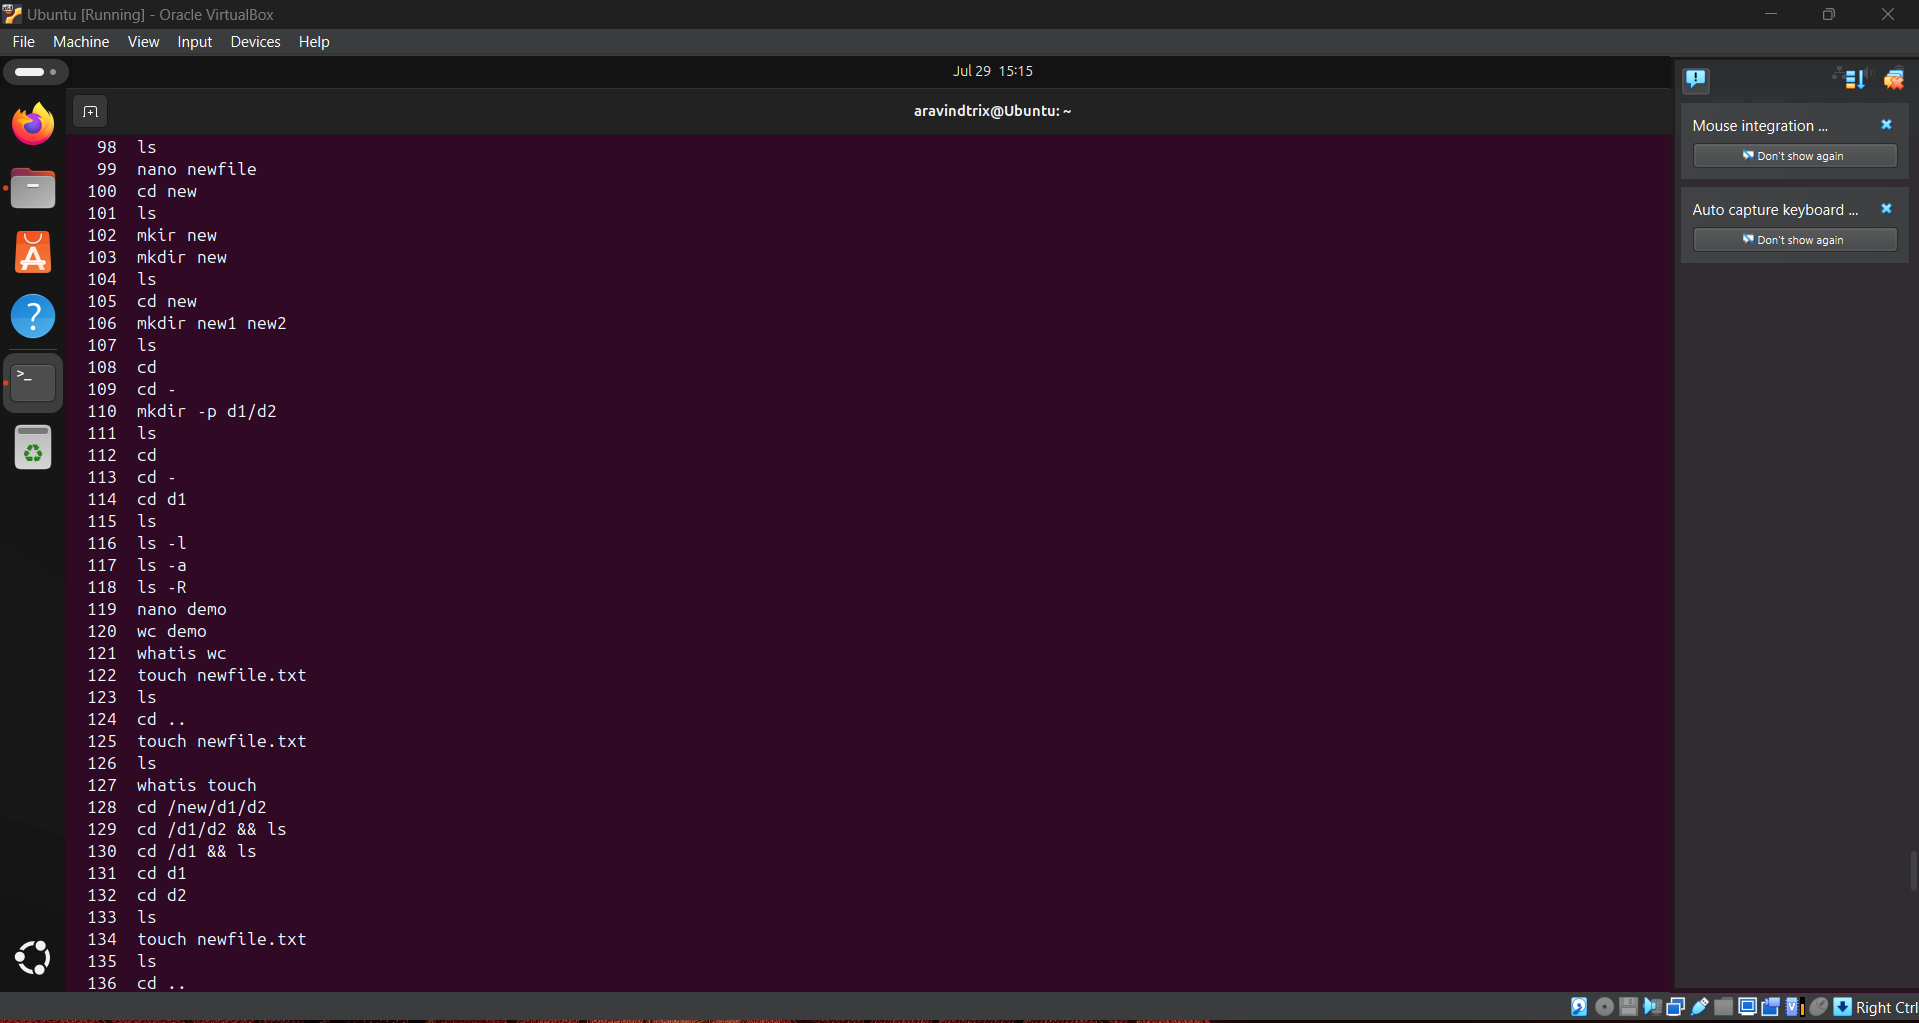 Ubuntu [Running] - Oracle VirtualBox
File Machine View Input Devices Help
Jul 29 15:15
aravindtrix@Ubuntu: ~
98 ls
99 nano newfile
100 cd new
101 ls
102 mkir new
103 mkdir new
104 ls
105 cd new
106 mkdir new1 new2
107 ls
108 cd
109 cd -
110 mkdir -p d1/d2
111 ls
112 cd
113 cd -
114 cd d1
115 ls
116 ls -l
117 ls -a
118 ls -R
119 nano demo
120 wc demo
121 whatis wc
122 touch newfile.txt
123 ls
124 cd ..
125 touch newfile.txt
126 ls
127 whatis touch
128 cd /new/d1/d2
129 cd /d1/d2 && ls
130 cd /d1 && ls
131 cd d1
132 cd d2
133 ls
134 touch newfile.txt
135 ls
136 cd ..
Mouse integration ...
Don't show again
Auto capture keyboard ...
Don't show again
Right Ctrl